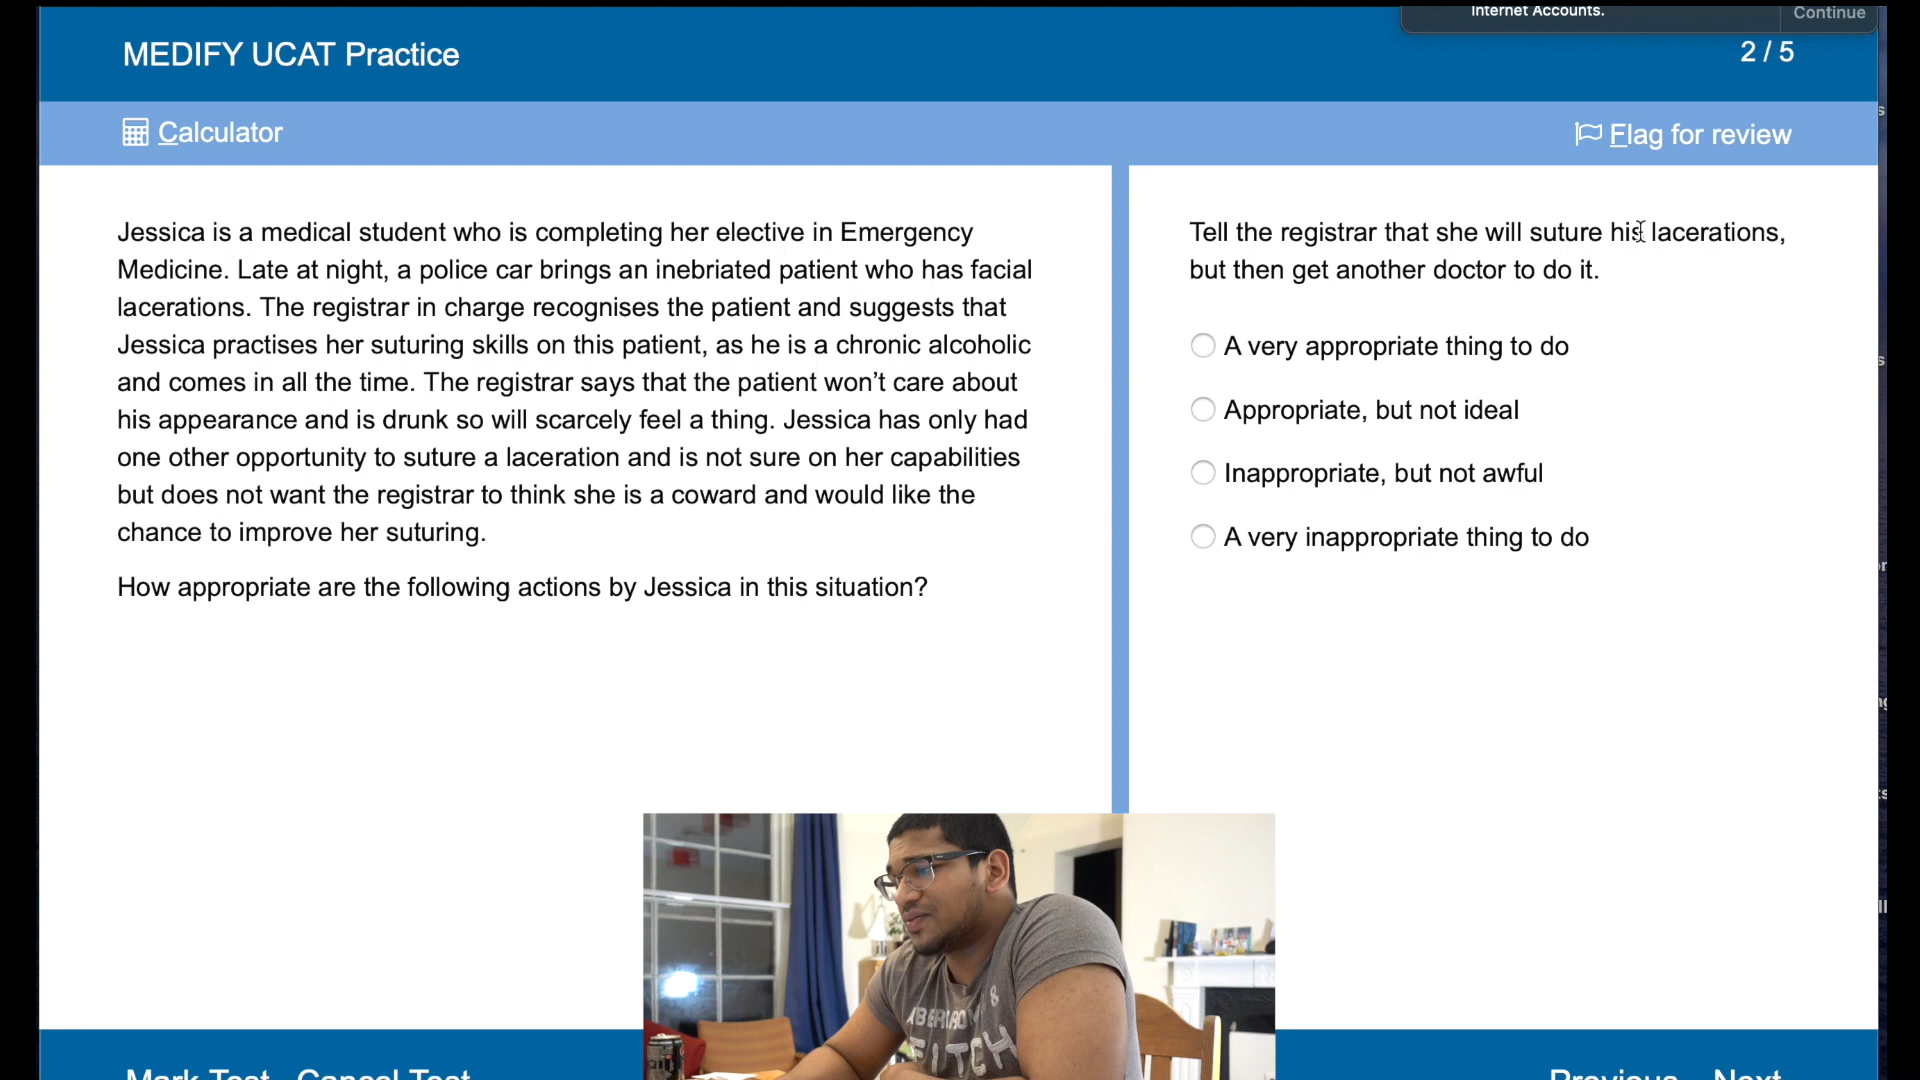 Internet Accounts.
Continue
MEDIFY UCAT Practice
2 / 5
Calculator
Flag for review
Jessica is a medical student who is completing her elective in Emergency
Medicine. Late at night, a police car brings an inebriated patient who has facial
lacerations. The registrar in charge recognises the patient and suggests that
Jessica practises her suturing skills on this patient, as he is a chronic alcoholic
and comes in all the time. The registrar says that the patient won’t care about
his appearance and is drunk so will scarcely feel a thing. Jessica has only had
one other opportunity to suture a laceration and is not sure on her capabilities
but does not want the registrar to think she is a coward and would like the
chance to improve her suturing.
How appropriate are the following actions by Jessica in this situation?
Tell the registrar that she will suture his lacerations,
but then get another doctor to do it.
A very appropriate thing to do
Appropriate, but not ideal
Inappropriate, but not awful
A very inappropriate thing to do
8
FITCH
Mark Test
Cancel Test
Previous
Next